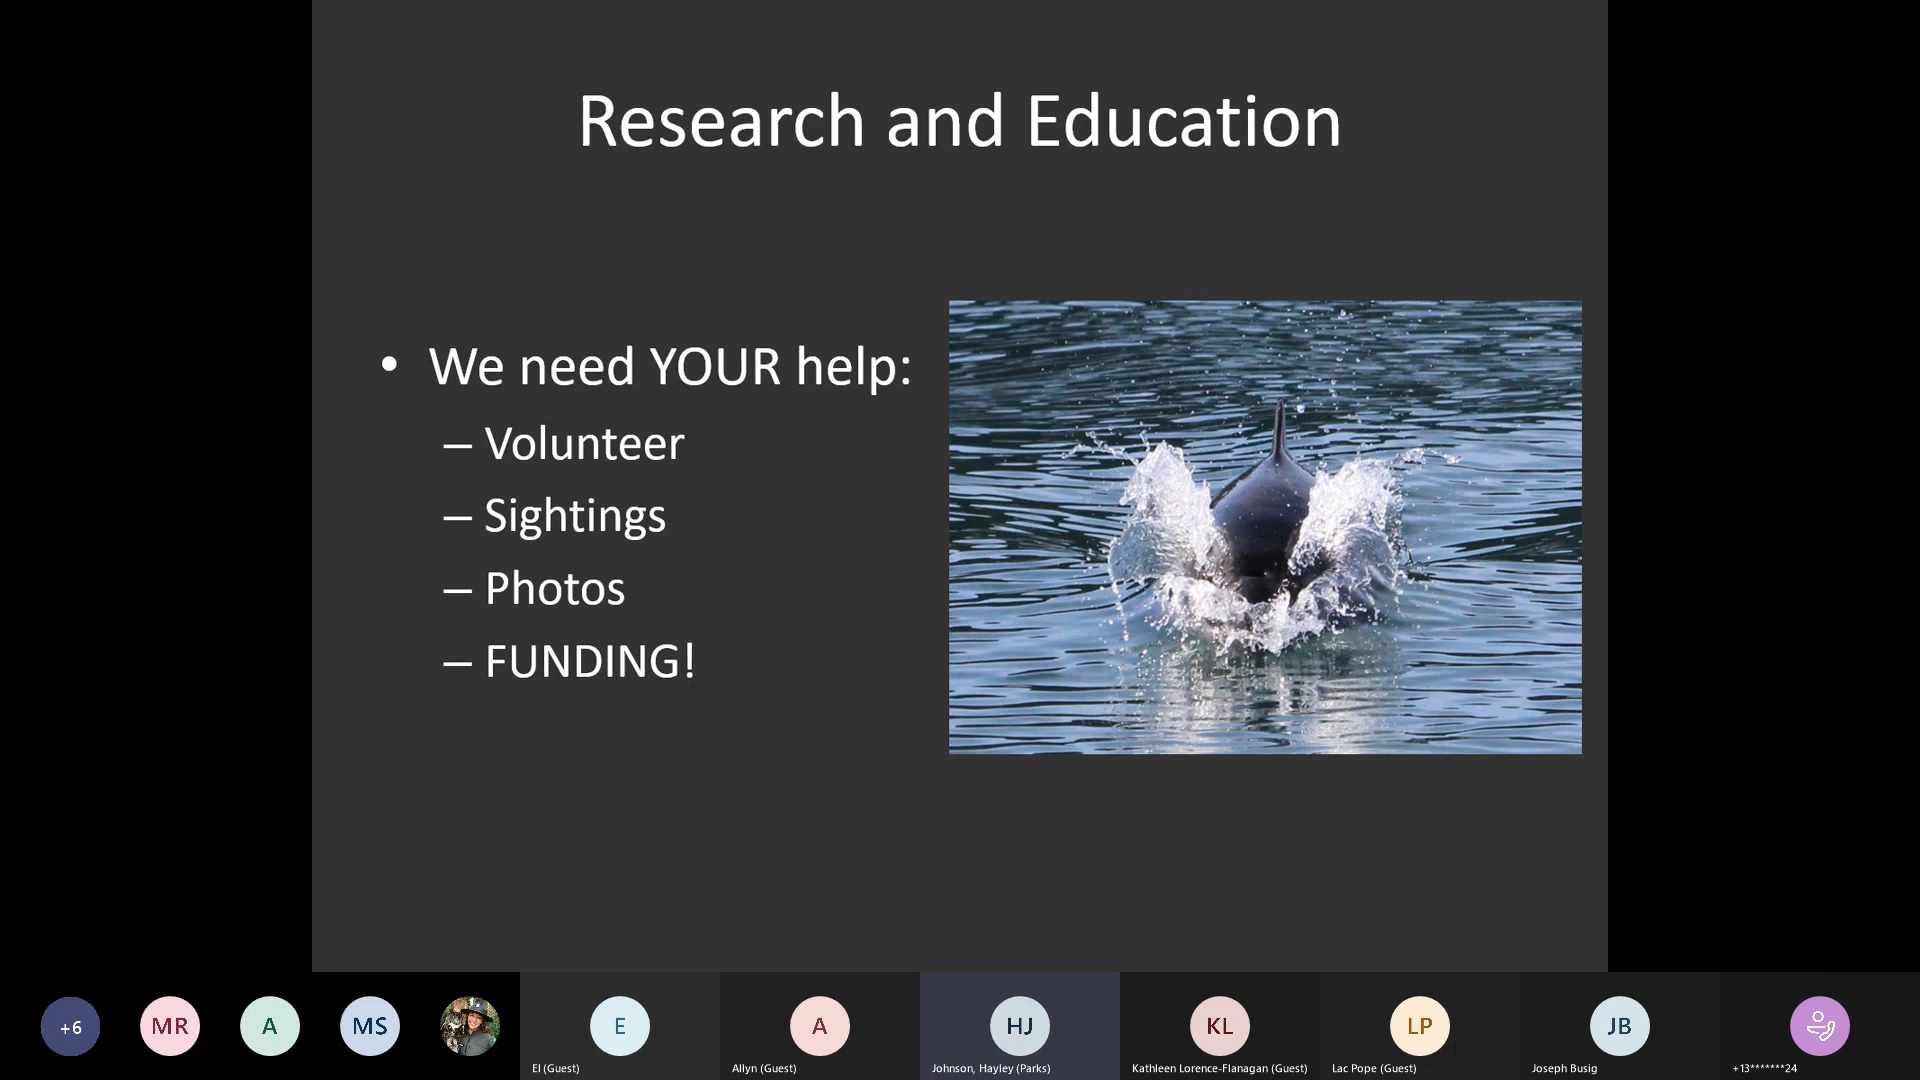 Research and Education
• We need YOUR help:
– Volunteer
– Sightings
– Photos
– FUNDING!
+6
MR
A
MS
E
A
HJ
KL
LP
JB
El (Guest)
Allyn (Guest)
Johnson, Hayley (Parks)
Kathleen Lorence-Flanagan (Guest)
Lac Pope (Guest)
Joseph Busig
+13*******24